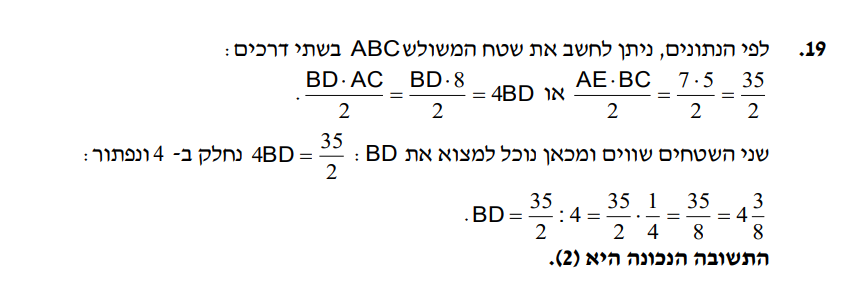 19. לפי הנתונים, ניתן לחשב את שטח המשולש ABC בשתי דרכים:
AE·BC/2 = 7·5/2 = 35/2 או BD·AC/2 = BD·8/2 = 4BD.
שני השטחים שווים ומכאן נוכל למצוא את BD: 4BD = 35/2 נחלק ב- 4 ונפתור:
BD = 35/2 : 4 = 35/2 · 1/4 = 35/8 = 4 3/8.
התשובה הנכונה היא (2).